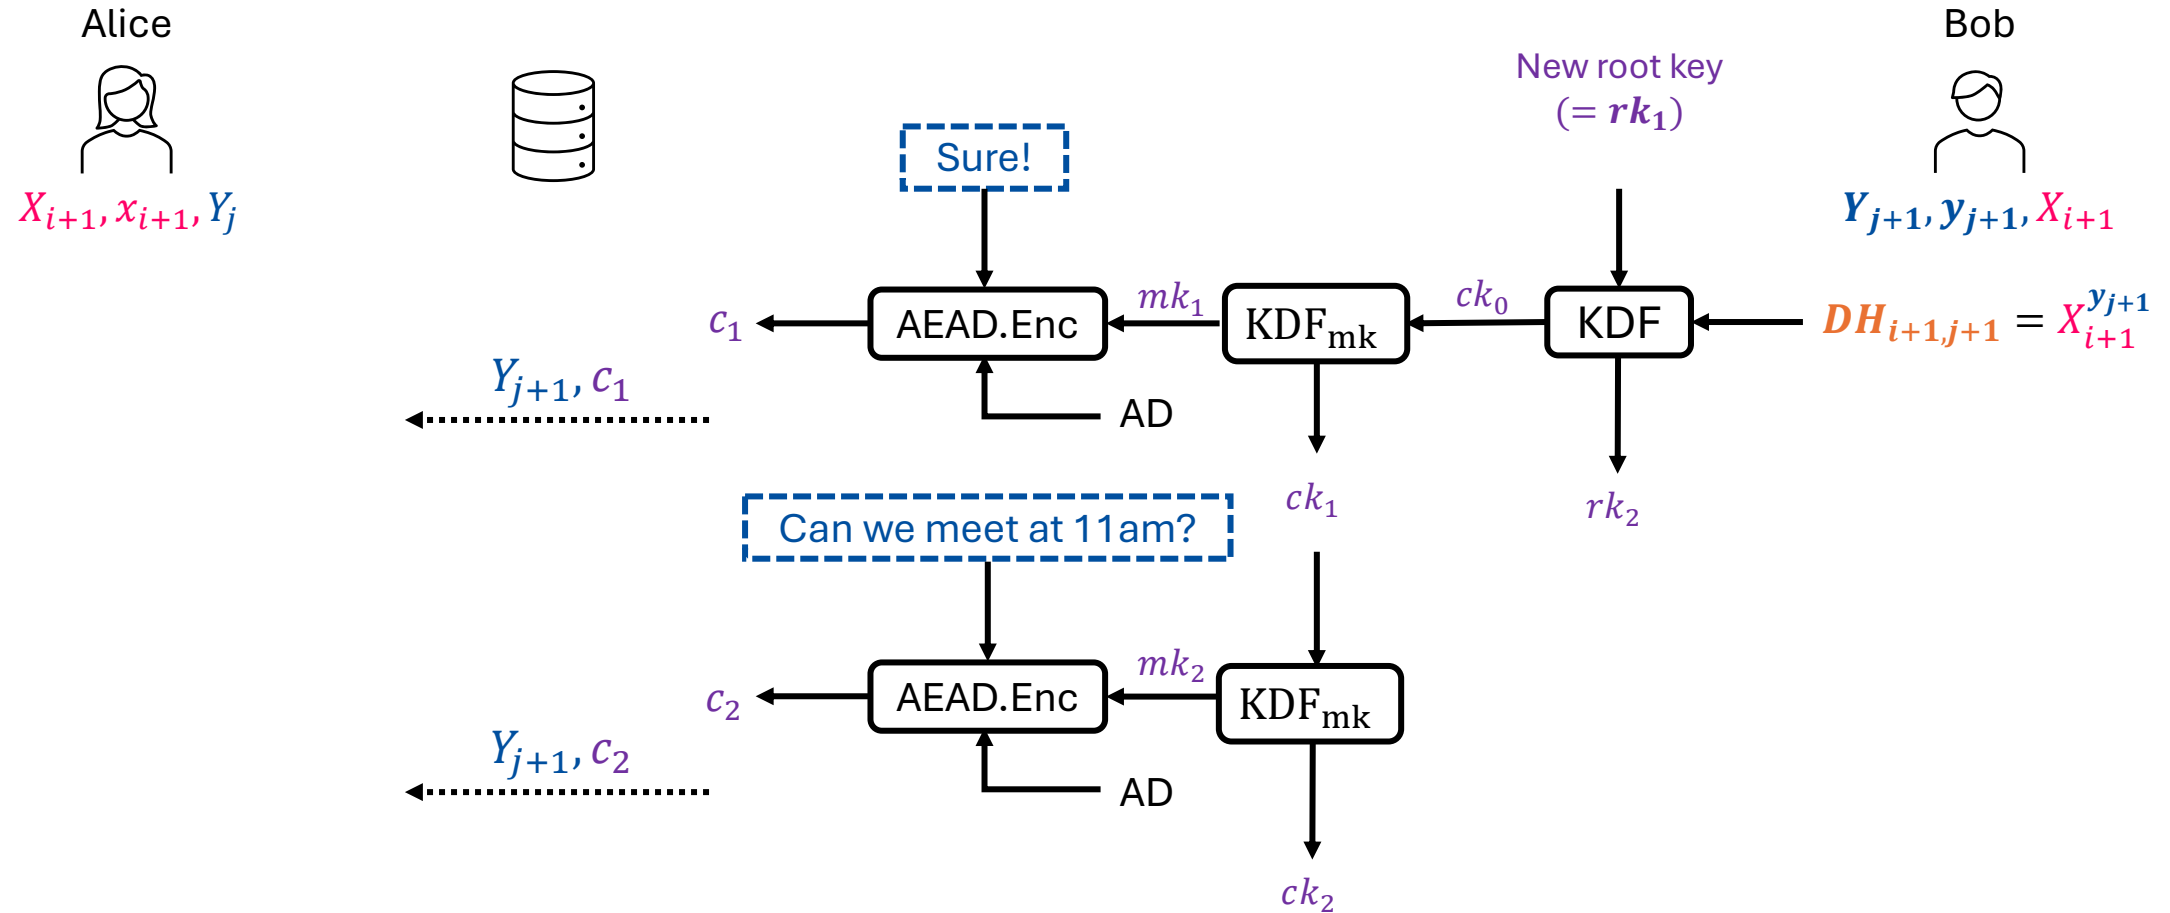 Alice
Bob
New root key
(= rk₁)
Sure!
Xᵢ₊₁, xᵢ₊₁, Yⱼ
Yⱼ₊₁, yⱼ₊₁, Xᵢ₊₁
c₁
AEAD.Enc
mk₁
KDFₘₖ
ck₀
KDF
DHᵢ₊₁,ⱼ₊₁ = Xᵢ₊₁^yⱼ₊₁
Yⱼ₊₁, c₁
AD
ck₁
rk₂
Can we meet at 11am?
c₂
AEAD.Enc
mk₂
KDFₘₖ
Yⱼ₊₁, c₂
AD
ck₂